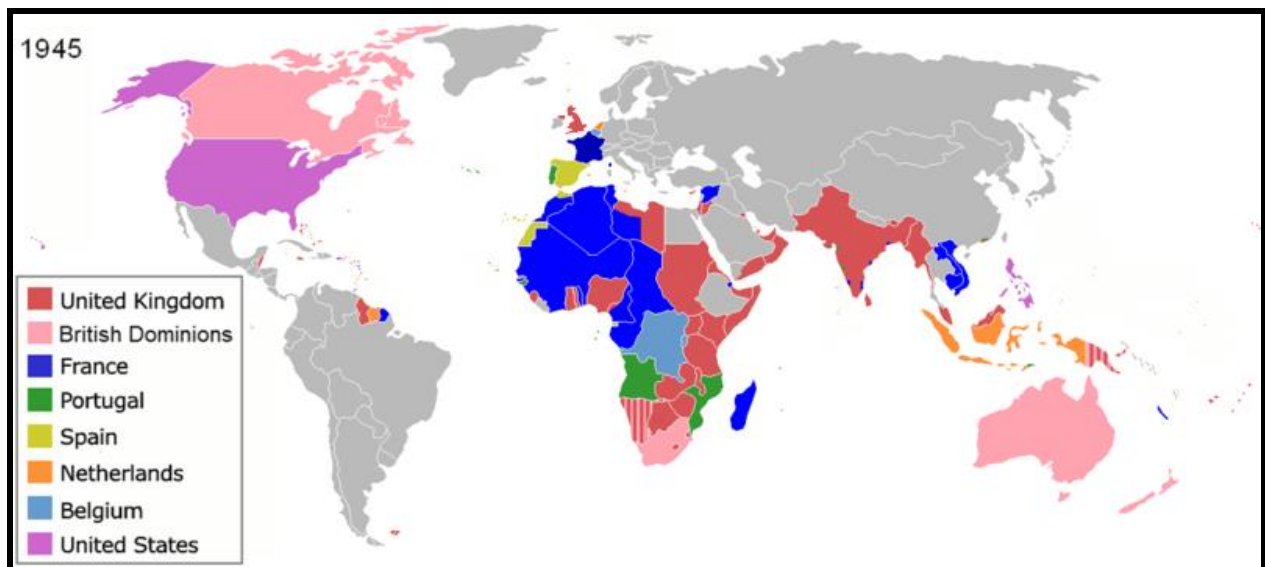 1945
United Kingdom
British Dominions
France
Portugal
Spain
Netherlands
Belgium
United States